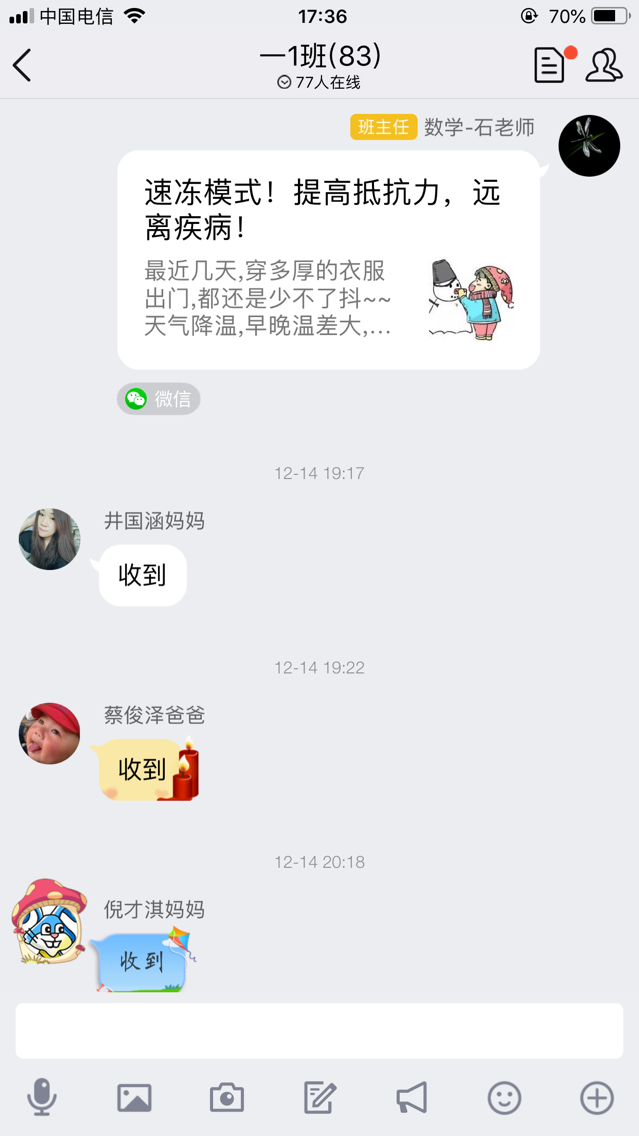 中国电信
17:36
70%
一1班(83)
77人在线
班主任 数学-石老师
速冻模式！提高抵抗力，远
离疾病！
最近几天,穿多厚的衣服
出门,都还是少不了抖~~
天气降温,早晚温差大,...
微信
12-14 19:17
井国涵妈妈
收到
12-14 19:22
蔡俊泽爸爸
收到
12-14 20:18
倪才淇妈妈
收到